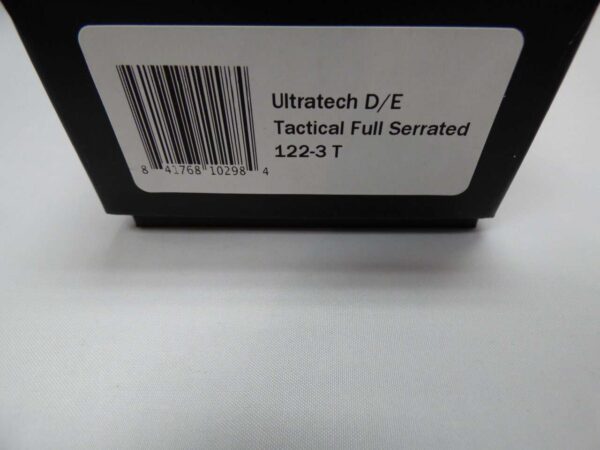 Ultratech D/E
Tactical Full Serrated
122-3 T
8 41768 10298 4